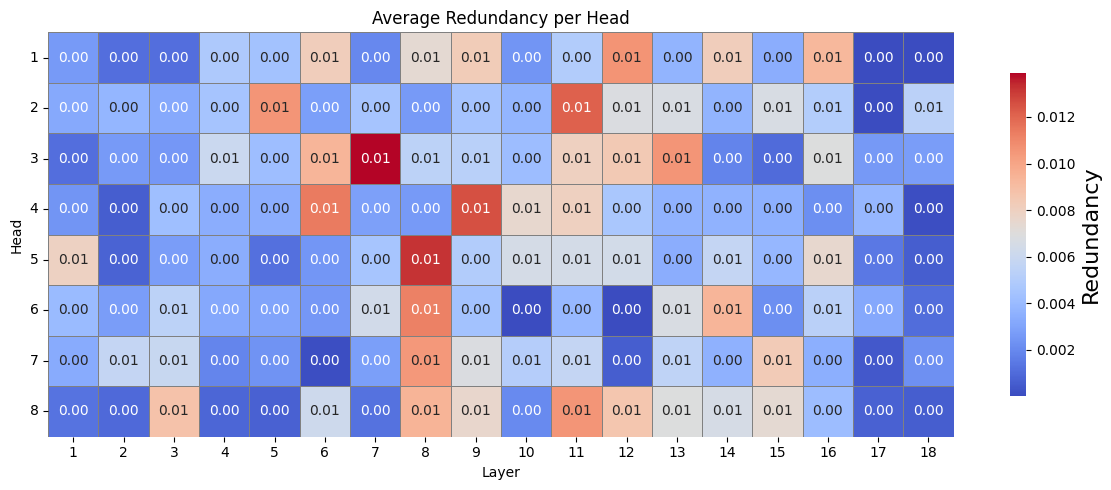 Average Redundancy per Head
1 0.00 0.00 0.00 0.00 0.00 0.01 0.00 0.01 0.01 0.00 0.00 0.01 0.00 0.01 0.00 0.01 0.00 0.00
2 0.00 0.00 0.00 0.00 0.01 0.00 0.00 0.00 0.00 0.00 0.01 0.01 0.01 0.00 0.01 0.00 0.00 0.01
3 0.00 0.00 0.00 0.01 0.00 0.01 0.01 0.01 0.01 0.00 0.01 0.01 0.01 0.00 0.00 0.01 0.00 0.00
4 0.00 0.00 0.00 0.00 0.00 0.01 0.00 0.00 0.01 0.01 0.01 0.00 0.00 0.00 0.00 0.00 0.00 0.00
5 0.01 0.00 0.00 0.00 0.00 0.00 0.00 0.01 0.00 0.01 0.01 0.01 0.00 0.01 0.00 0.01 0.00 0.00
6 0.00 0.00 0.01 0.00 0.00 0.00 0.01 0.01 0.00 0.00 0.00 0.00 0.01 0.01 0.00 0.01 0.00 0.00
7 0.00 0.01 0.01 0.00 0.00 0.00 0.00 0.01 0.01 0.01 0.01 0.00 0.01 0.00 0.01 0.00 0.00 0.00
8 0.00 0.00 0.01 0.00 0.00 0.01 0.00 0.01 0.01 0.00 0.01 0.01 0.01 0.01 0.01 0.00 0.00 0.00
Head
1 2 3 4 5 6 7 8 9 10 11 12 13 14 15 16 17 18
Layer
0.012
0.010
0.008
0.006
0.004
0.002
Redundancy